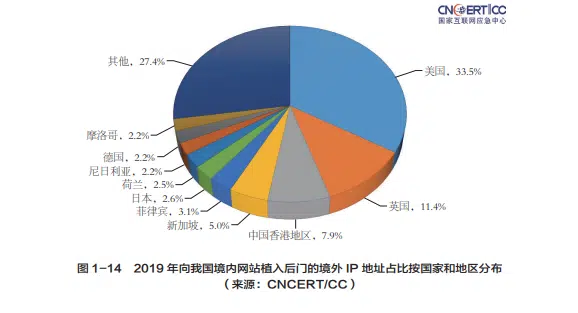 CNCERT/CC
国家互联网应急中心
其他，27.4%
美国，33.5%
摩洛哥，2.2%
德国，2.2%
尼日利亚，2.2%
荷兰，2.5%
日本，2.6%
菲律宾，3.1%
新加坡，5.0%
中国香港地区，7.9%
英国，11.4%
图 1-14 2019 年向我国境内网站植入后门的境外 IP 地址占比按国家和地区分布
（来源：CNCERT/CC）